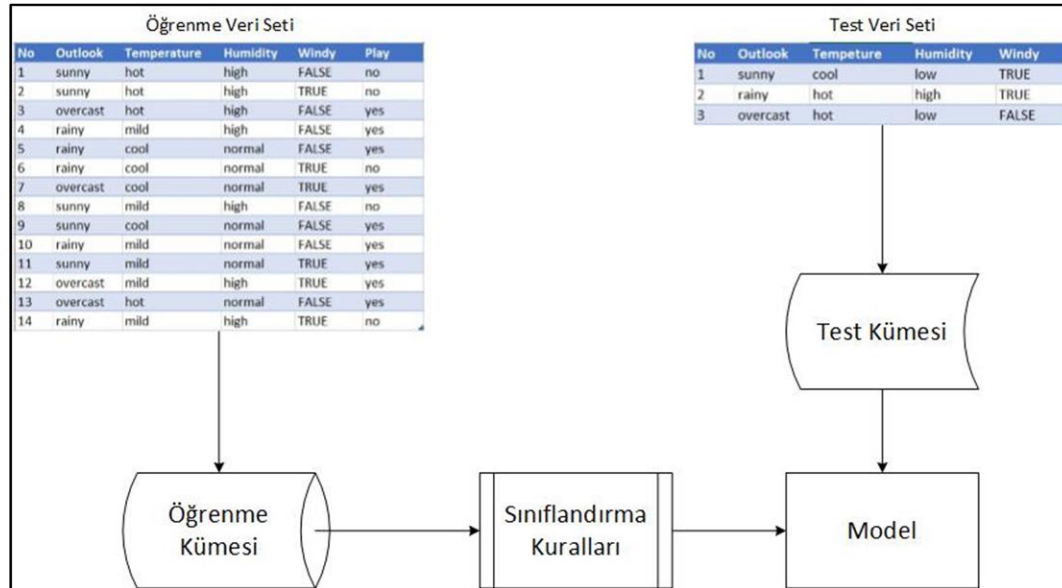 Öğrenme Veri Seti
No Outlook Temperature Humidity Windy Play
1 sunny hot high FALSE no
2 sunny hot high TRUE no
3 overcast hot high FALSE yes
4 rainy mild high FALSE yes
5 rainy cool normal FALSE yes
6 rainy cool normal TRUE no
7 overcast cool normal TRUE yes
8 sunny mild high FALSE no
9 sunny cool normal FALSE yes
10 rainy mild normal FALSE yes
11 sunny mild normal TRUE yes
12 overcast mild high TRUE yes
13 overcast hot normal FALSE yes
14 rainy mild high TRUE no
Test Veri Seti
No Outlook Tempeture Humidity Windy
1 sunny cool low TRUE
2 rainy hot high TRUE
3 overcast hot low FALSE
Test Kümesi
Öğrenme
Kümesi
Sınıflandırma
Kuralları
Model